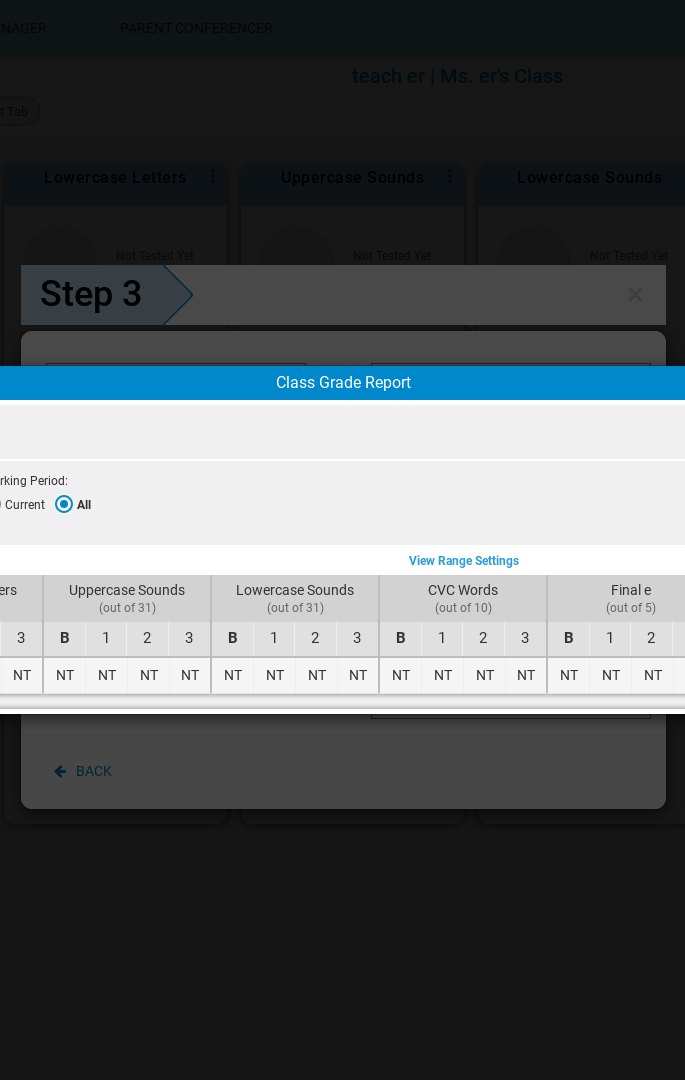 NAGER PARENT CONFERENCER
teach er | Ms. er's Class
t Tab
Lowercase Letters Uppercase Sounds Lowercase Sounds
Not Tested Yet Not Tested Yet Not Tested Yet
Step 3 ×
Class Grade Report
rking Period:
Current All
View Range Settings
ers Uppercase Sounds Lowercase Sounds CVC Words Final e
(out of 31) (out of 31) (out of 10) (out of 5)
3 B 1 2 3 B 1 2 3 B 1 2 3 B 1 2
NT NT NT NT NT NT NT NT NT NT NT NT NT NT NT NT
BACK